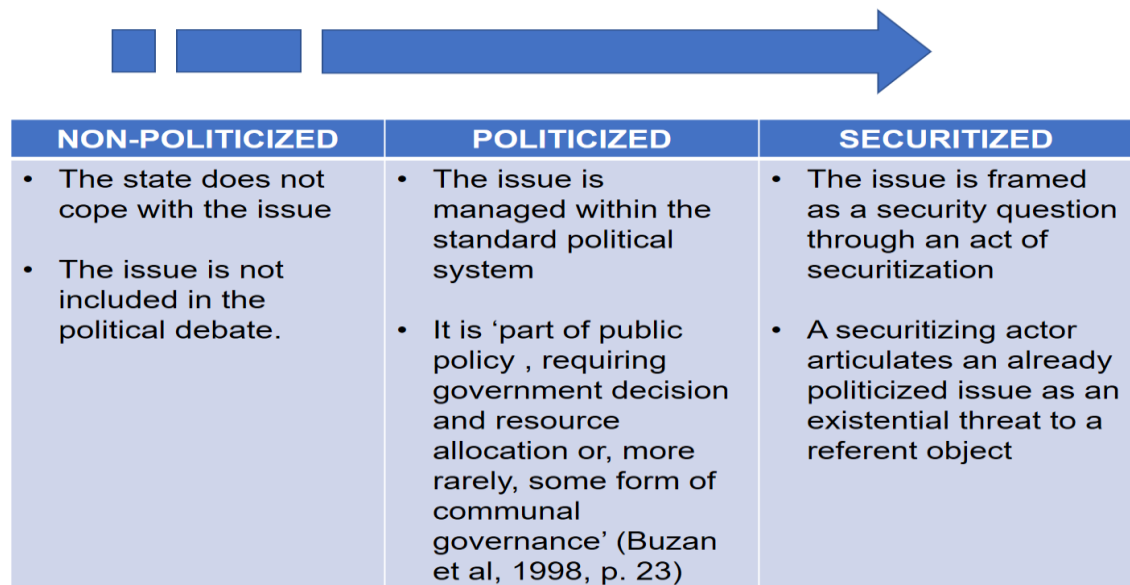 NON-POLITICIZED
POLITICIZED
SECURITIZED
• The state does not
cope with the issue
• The issue is not
included in the
political debate.
• The issue is
managed within the
standard political
system
• It is ‘part of public
policy , requiring
government decision
and resource
allocation or, more
rarely, some form of
communal
governance’ (Buzan
et al, 1998, p. 23)
• The issue is framed
as a security question
through an act of
securitization
• A securitizing actor
articulates an already
politicized issue as an
existential threat to a
referent object